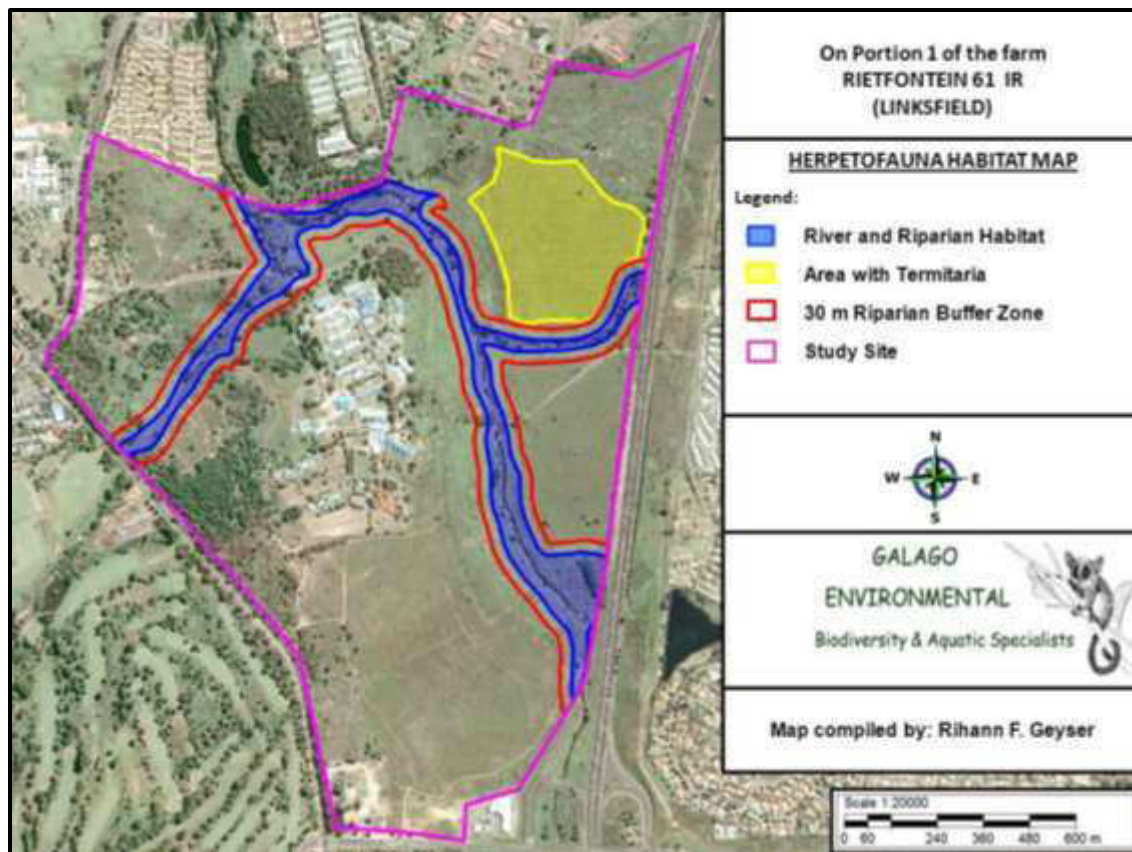 On Portion 1 of the farm
RIETFONTEIN 61 IR
(LINKSFIELD)
HERPETOFAUNA HABITAT MAP
Legend:
River and Riparian Habitat
Area with Termitaria
30 m Riparian Buffer Zone
Study Site
N
W E
S
GALAGO
ENVIRONMENTAL
Biodiversity & Aquatic Specialists
Map compiled by: Rihann F. Geyser
Scale 1:20000
0 60 240 360 480 600 m